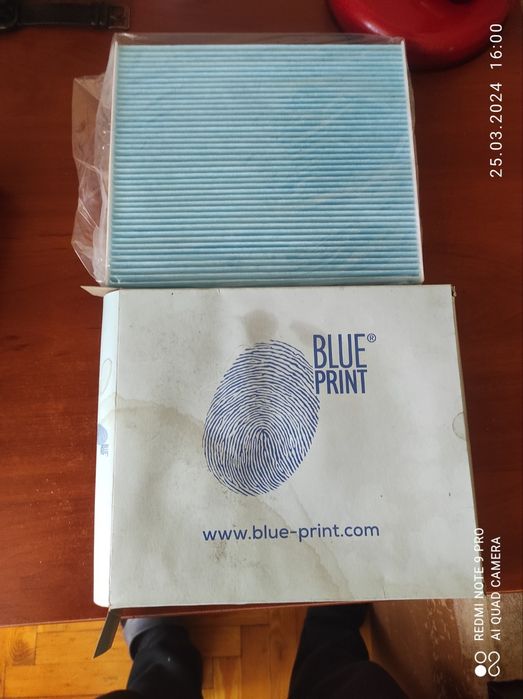 25.03.2024 16:00
BLUE®
PRINT
www.blue-print.com
REDMI NOTE 9 PRO
AI QUAD CAMERA